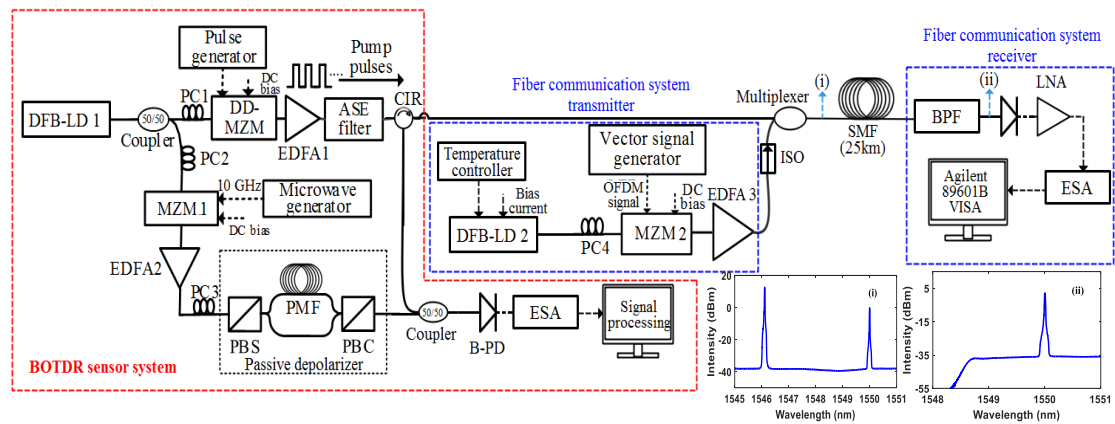 Pulse
generator
DC
bias
Pump
pulses
PC1
DFB-LD 1
50/50
Coupler
DD-
MZM
EDFA1
ASE
filter
CIR
PC2
10 GHz
Microwave
generator
MZM 1
DC bias
EDFA2
PC3
PBS
PMF
PBC
Passive depolarizer
50/50
Coupler
B-PD
ESA
Signal
processing
BOTDR sensor system
Fiber communication system
transmitter
Temperature
controller
Vector signal
generator
Bias
current
OFDM
signal
DC
bias
EDFA 3
DFB-LD 2
PC4
MZM 2
ISO
Multiplexer
(i)
SMF
(25km)
Fiber communication system
receiver
(ii)
LNA
BPF
Agilent
89601B
VISA
ESA
Intensity (dBm)
20
0
-20
-40
(i)
1545 1546 1547 1548 1549 1550 1551
Wavelength (nm)
Intensity (dBm)
5
-15
-35
-55
(ii)
1548 1549 1550 1551
Wavelength (nm)